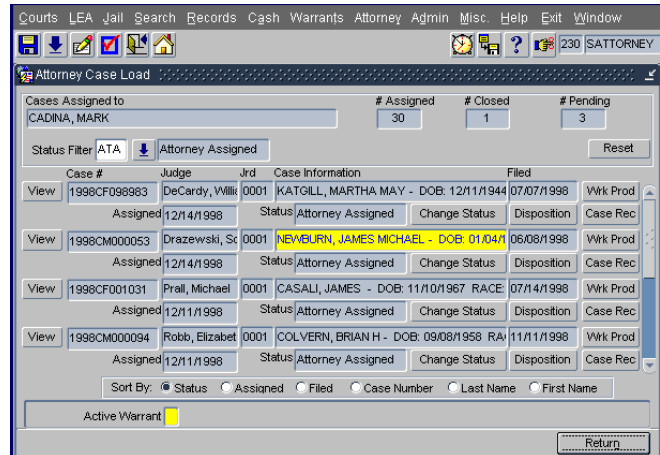 Courts LEA Jail Search Records Cash Warrants Attorney Admin Misc. Help Exit Window
? 230 SATTORNEY
Attorney Case Load
Cases Assigned to # Assigned # Closed # Pending
CADINA, MARK 30 1 3
Status Filter ATA Attorney Assigned Reset
Case # Judge Jrd Case Information Filed
View 1998CF098983 DeCardy, Willi 0001 KATGILL, MARTHA MAY - DOB: 12/11/1944 07/07/1998 Wrk Prod
Assigned 12/14/1998 Status Attorney Assigned Change Status Disposition Case Rec
View 1998CM000053 Drazewski, Sc 0001 NEWBURN, JAMES MICHAEL - DOB: 01/04/1 06/08/1998 Wrk Prod
Assigned 12/14/1998 Status Attorney Assigned Change Status Disposition Case Rec
View 1998CF001031 Prall, Michael 0001 CASALI, JAMES - DOB: 11/10/1967 RACE: 07/14/1998 Wrk Prod
Assigned 12/11/1998 Status Attorney Assigned Change Status Disposition Case Rec
View 1998CM000094 Robb, Elizabet 0001 COLVERN, BRIAN H - DOB: 09/08/1958 RA 11/11/1998 Wrk Prod
Assigned 12/11/1998 Status Attorney Assigned Change Status Disposition Case Rec
Sort By: Status Assigned Filed Case Number Last Name First Name
Active Warrant
Return